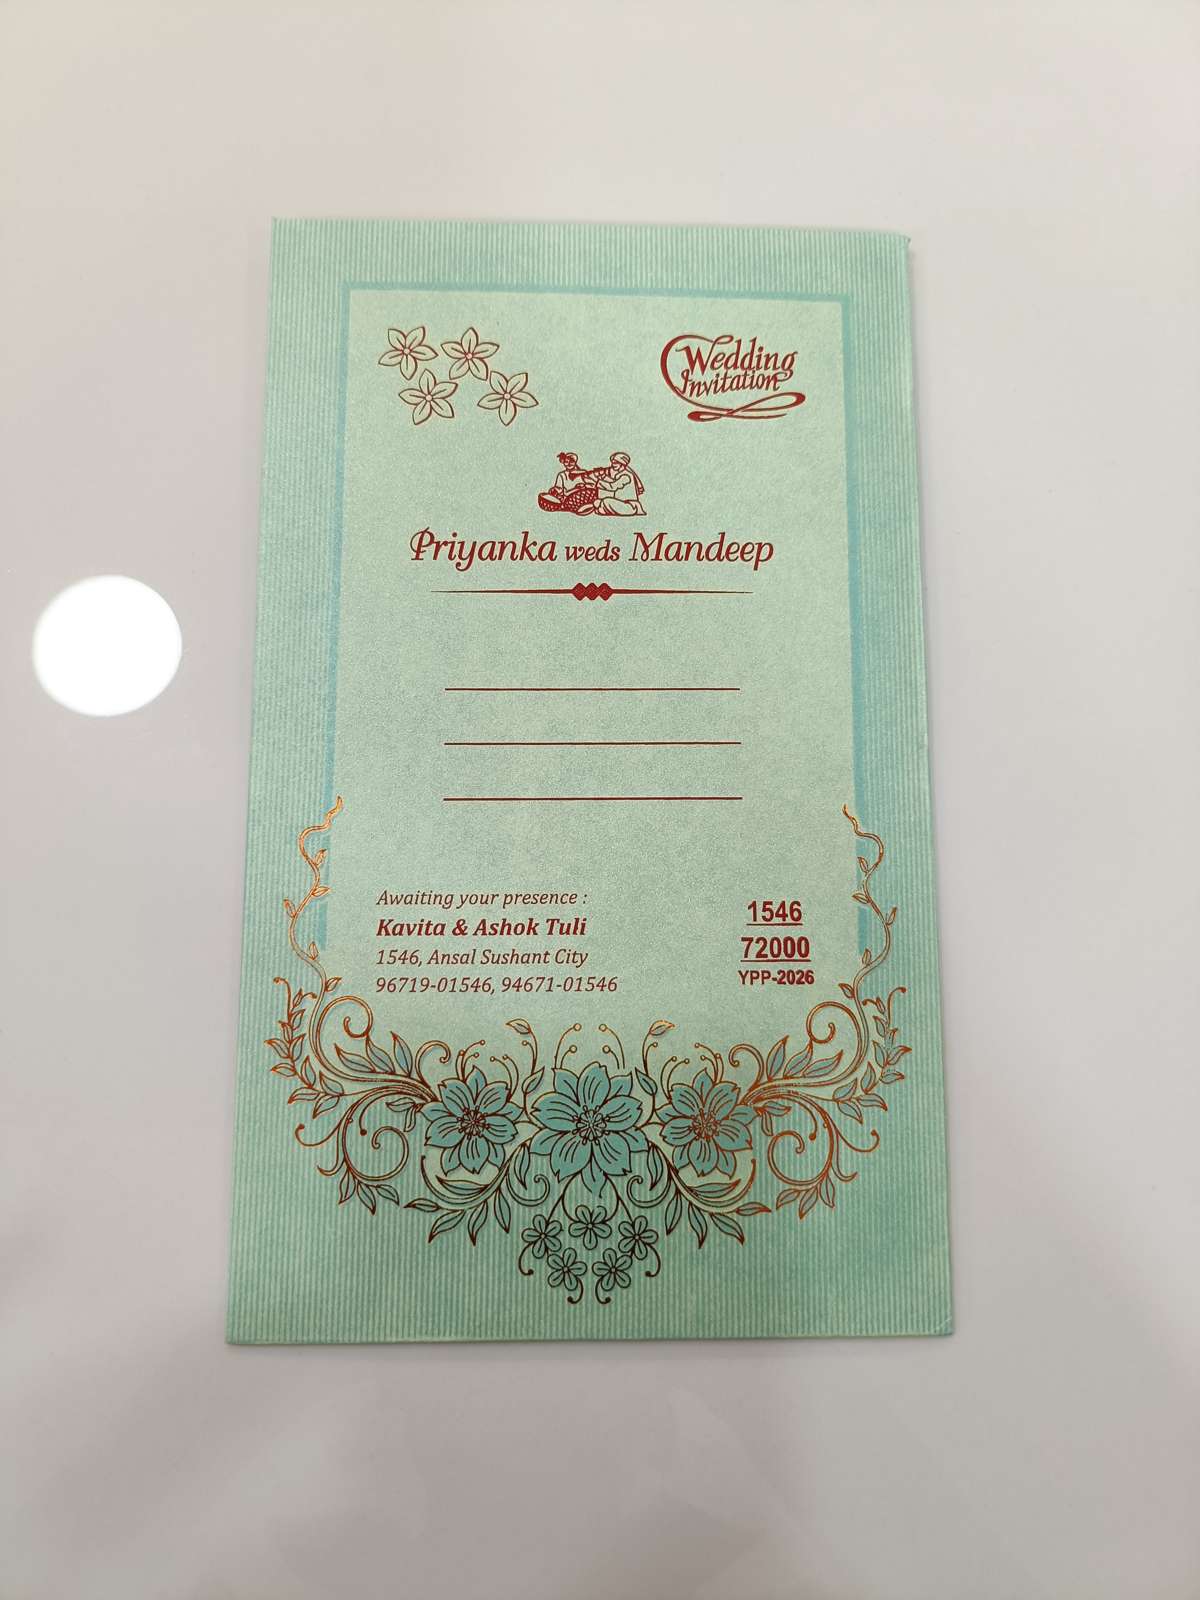 Wedding
Invitation
Priyanka weds Mandeep
Awaiting your presence :
Kavita & Ashok Tuli
1546, Ansal Sushant City
96719-01546, 94671-01546
1546
72000
YPP-2026